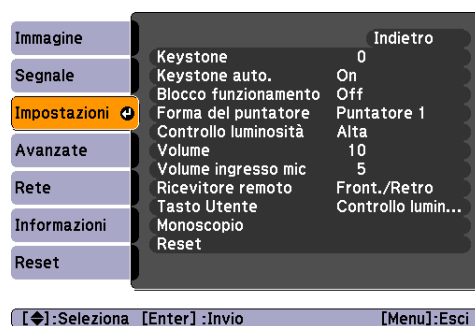 Immagine
Segnale
Impostazioni
Avanzate
Rete
Informazioni
Reset
Indietro
Keystone 0
Keystone auto. On
Blocco funzionamento Off
Forma del puntatore Puntatore 1
Controllo luminosità Alta
Volume 10
Volume ingresso mic 5
Ricevitore remoto Front./Retro
Tasto Utente Controllo lumin...
Monoscopio
Reset
[◆]:Seleziona [Enter] :Invio [Menu]:Esci